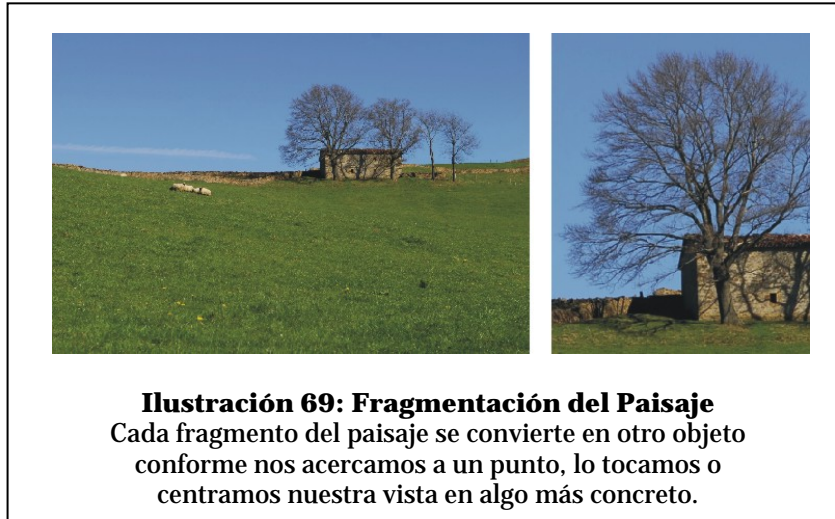 Ilustración 69: Fragmentación del Paisaje
Cada fragmento del paisaje se convierte en otro objeto
conforme nos acercamos a un punto, lo tocamos o
centramos nuestra vista en algo más concreto.